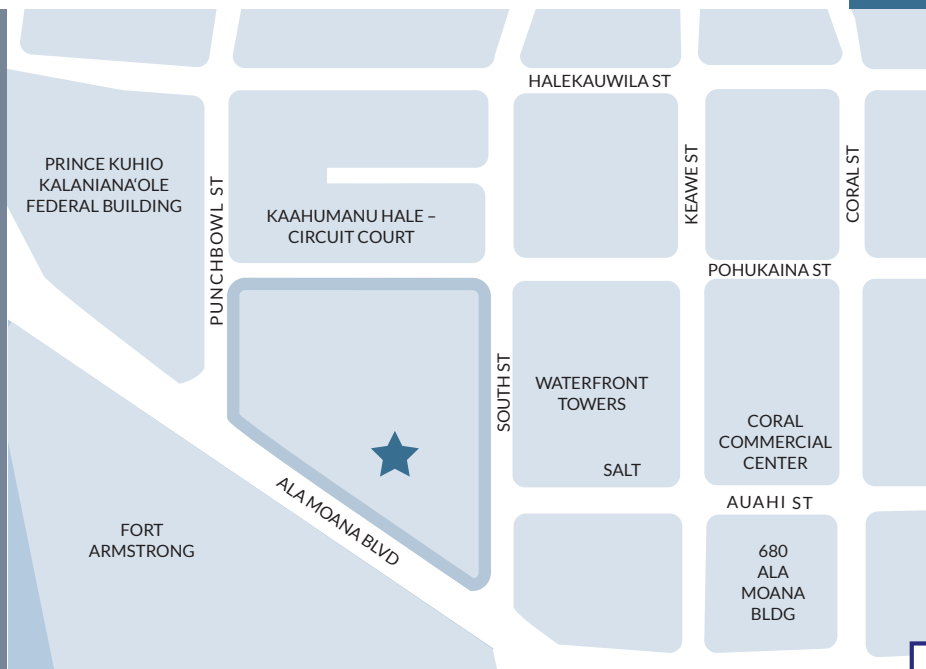 HALEKAUWILA ST
PRINCE KUHIO
KALANIANA‘OLE
FEDERAL BUILDING
PUNCHBOWL ST
KAAHUMANU HALE –
CIRCUIT COURT
KEAWE ST
CORAL ST
POHUKAINA ST
SOUTH ST
WATERFRONT
TOWERS
SALT
CORAL
COMMERCIAL
CENTER
ALA MOANA BLVD
AUAHI ST
FORT
ARMSTRONG
680
ALA
MOANA
BLDG